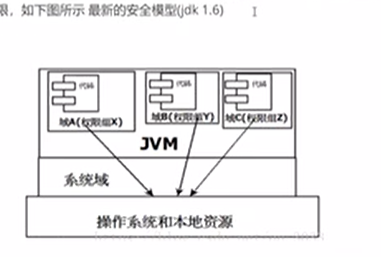 限，如下图所示 最新的安全模型(jdk 1.6)
代码
代码
代码
域A(权限组X)
域B(权限组Y)
域C(权限组Z)
JVM
系统域
操作系统和本地资源